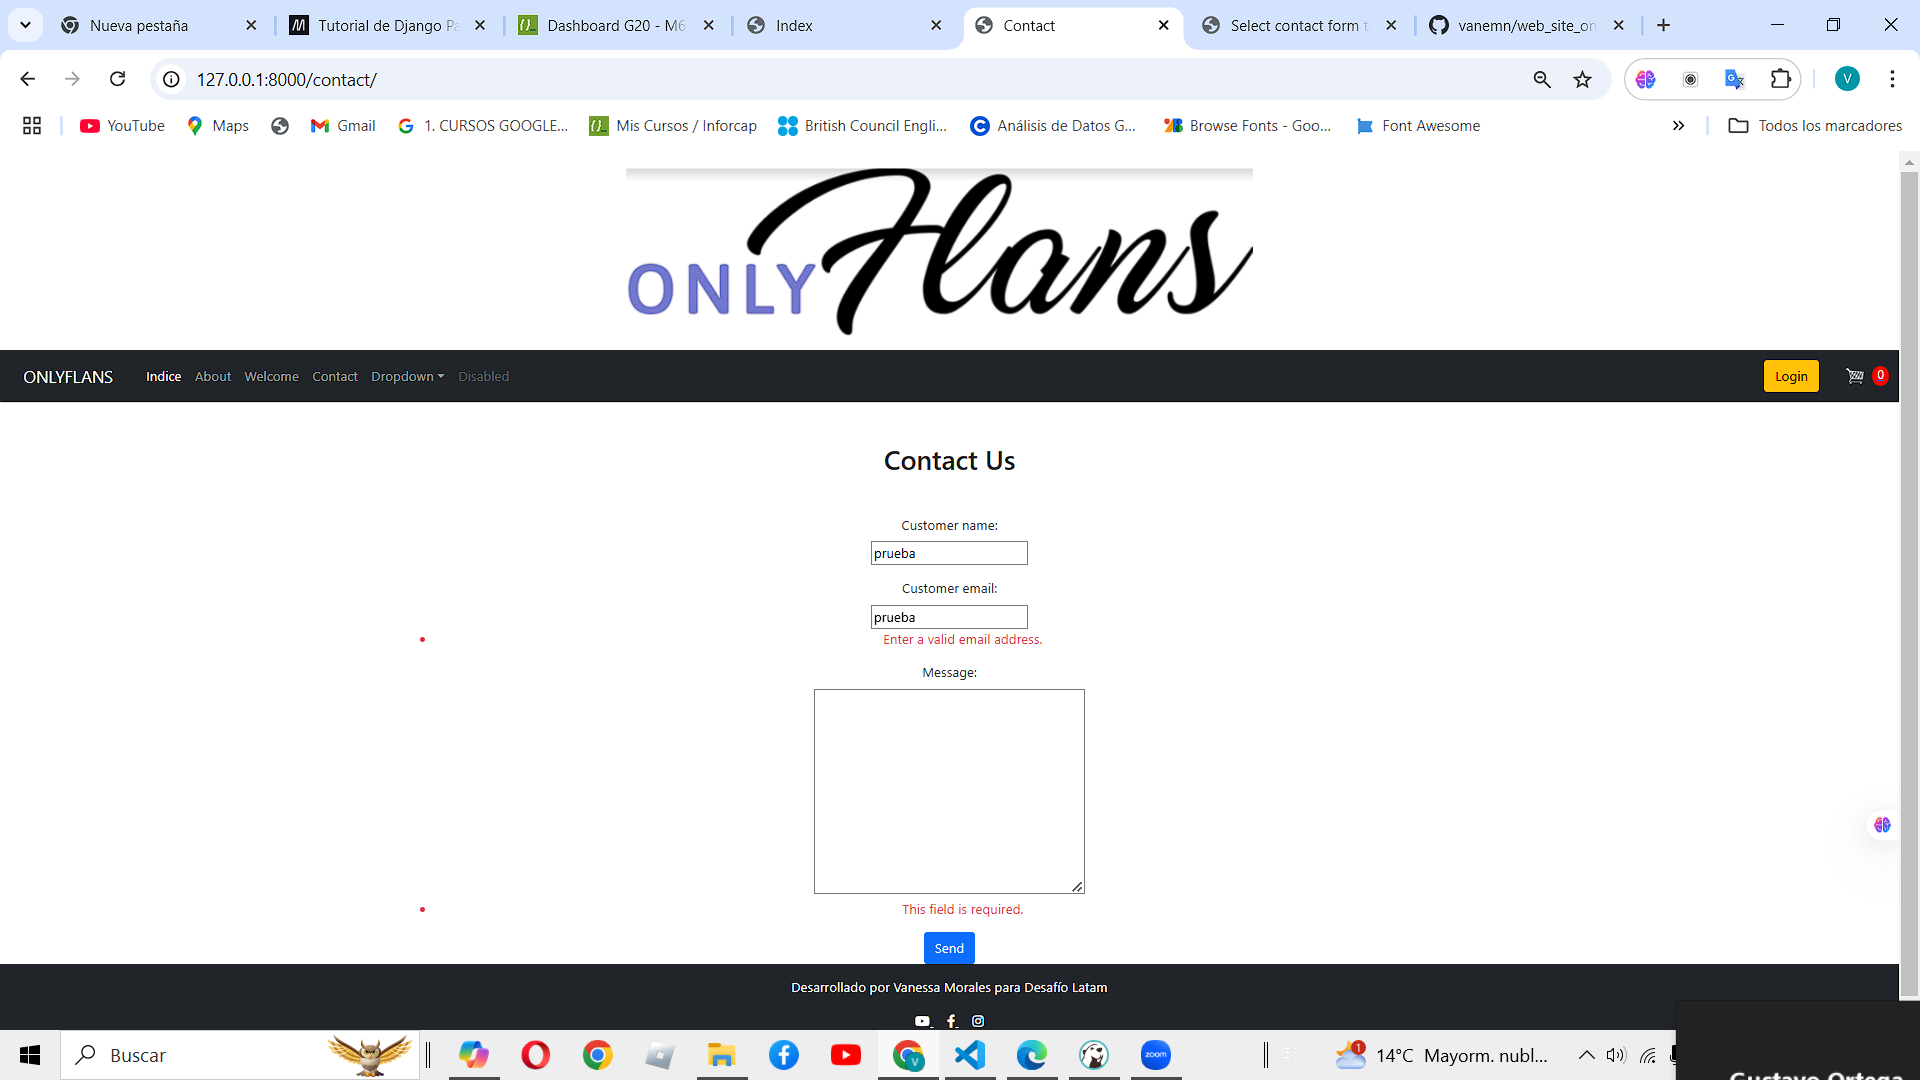 Nueva pestaña
Tutorial de Django Pa
Dashboard G20 - M6
Index
Contact
Select contact form t
vanemn/web_site_on
127.0.0.1:8000/contact/
V
YouTube
Maps
Gmail
1. CURSOS GOOGLE...
Mis Cursos / Inforcap
British Council Engli...
Análisis de Datos G...
Browse Fonts - Goo...
Font Awesome
Todos los marcadores
ONLY Flans
ONLYFLANS
Indice
About
Welcome
Contact
Dropdown
Disabled
Login
0
Contact Us
Customer name:
prueba
Customer email:
prueba
Enter a valid email address.
Message:
This field is required.
Send
Desarrollado por Vanessa Morales para Desafío Latam
Buscar
zoom
1
14°C Mayorm. nubl...
Gustavo Ortega